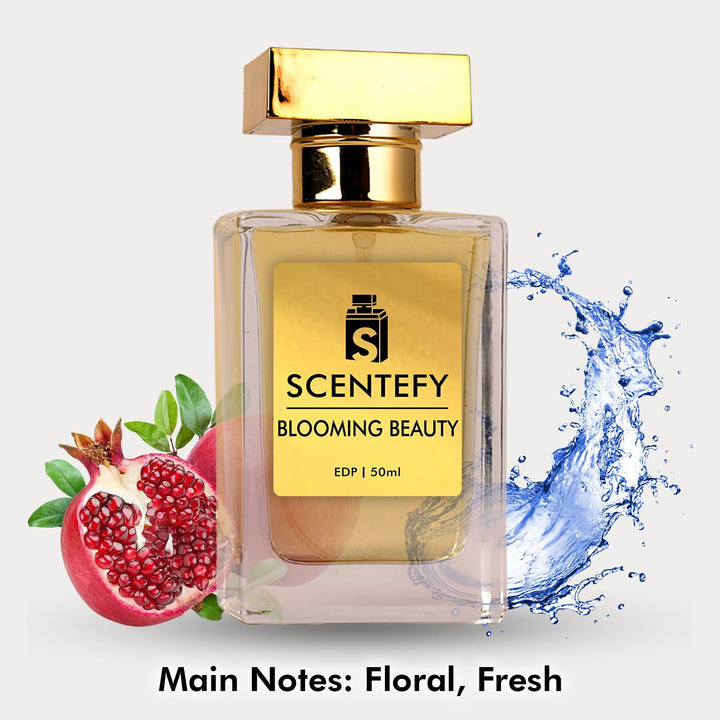 S
SCENTEFY
BLOOMING BEAUTY
EDP | 50ml
Main Notes: Floral, Fresh